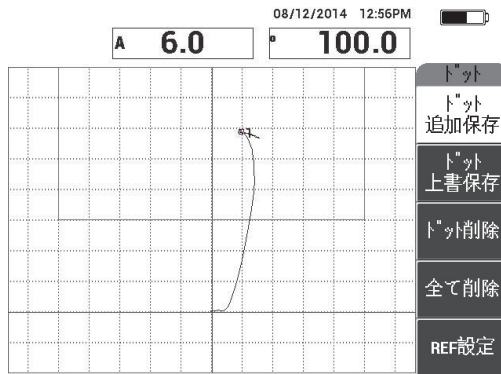 08/12/2014 12:56PM
A 6.0
° 100.0
ドット
ドット
追加保存
ドット
上書保存
ドット削除
全て削除
REF設定